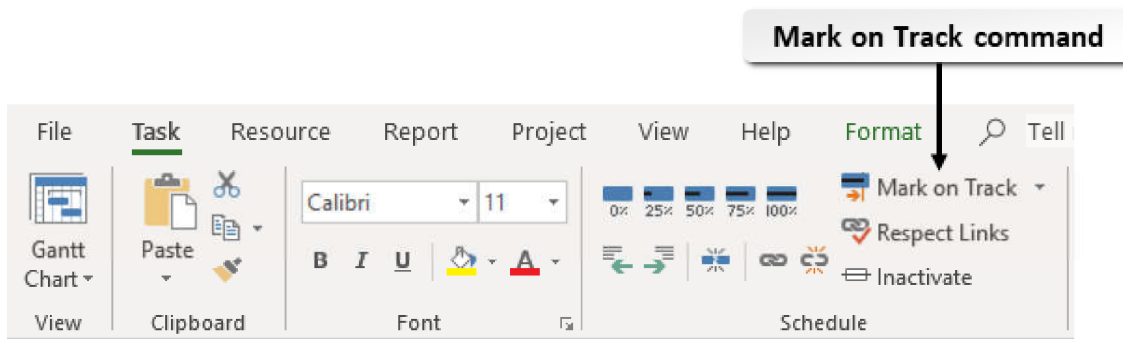 Mark on Track command
File Task Resource Report Project View Help Format Tell
Gantt Chart
Paste
Calibri 11
B I U A
0% 25% 50% 75% 100%
Mark on Track
Respect Links
Inactivate
View Clipboard Font Schedule